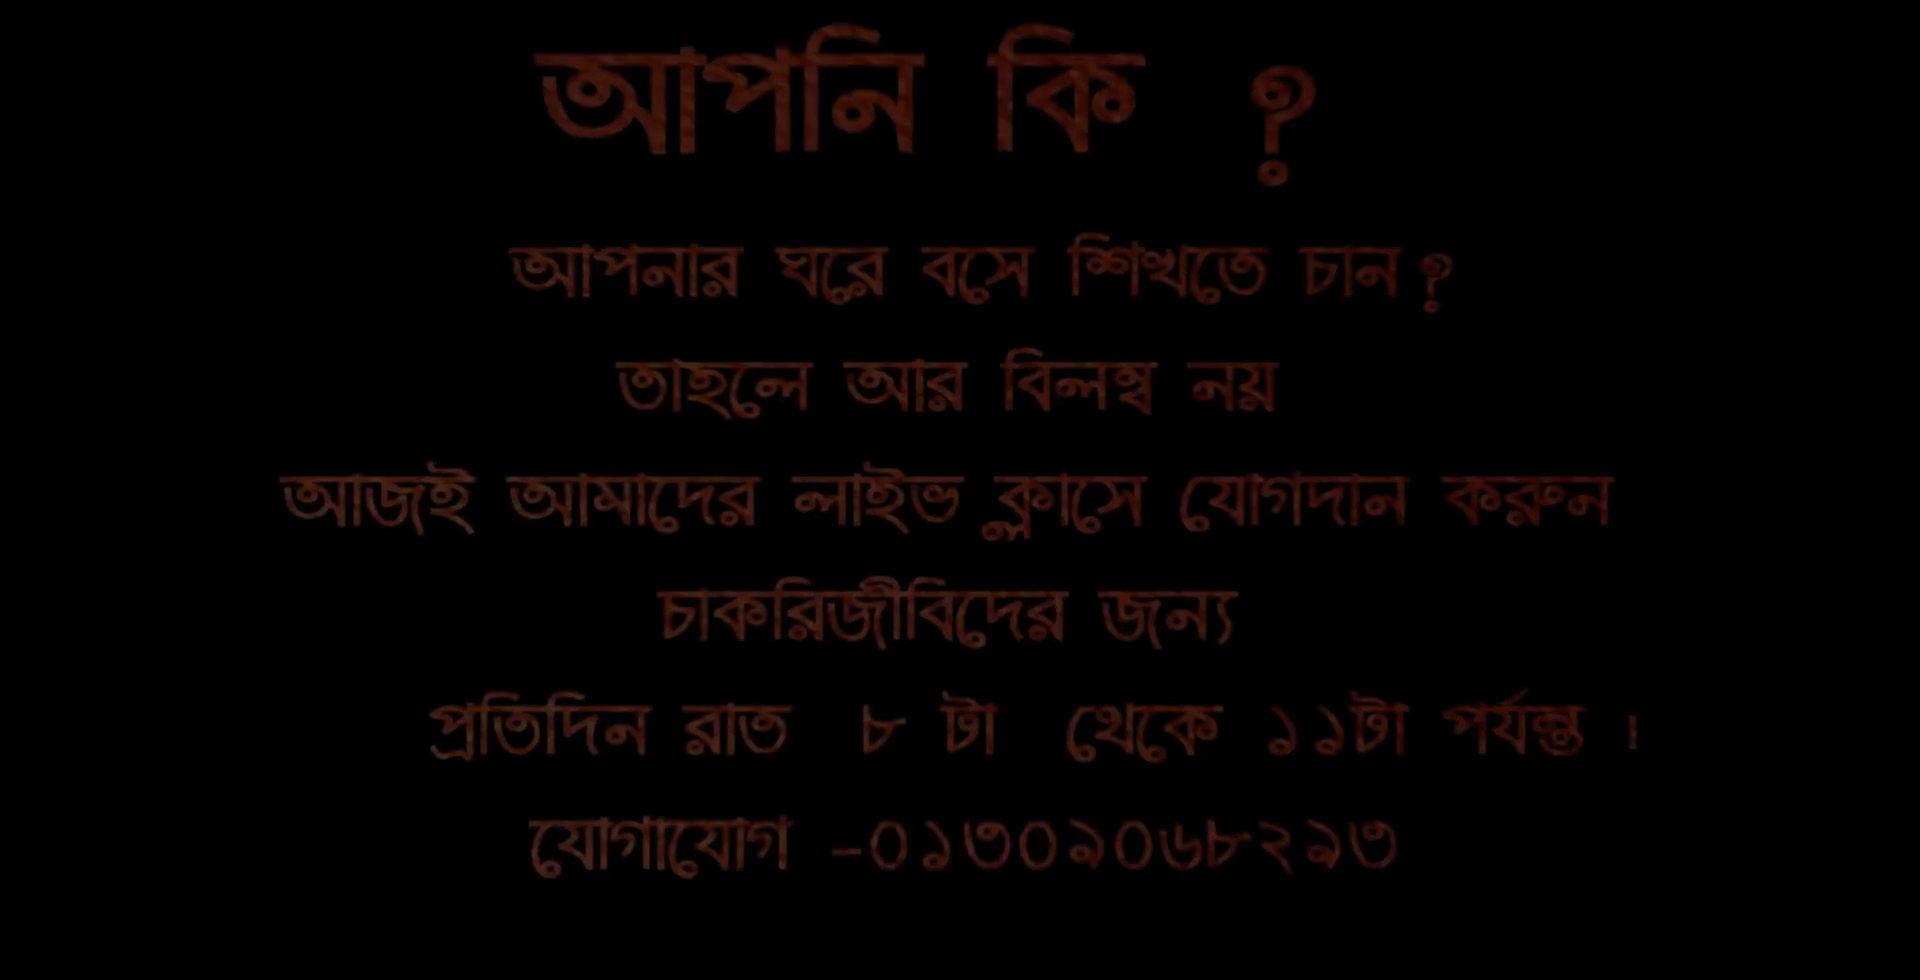 আপনি কি ?
আপনার ঘরে বসে শিখতে চান ?
তাহলে আর বিলম্ব নয়
আজই আমাদের লাইভ ক্লাসে যোগদান করুন
চাকরিজীবিদের জন্য
প্রতিদিন রাত ৮ টা থেকে ১১টা পর্যন্ত ।
যোগাযোগ -০১৩০৯০৬৮২৯৩